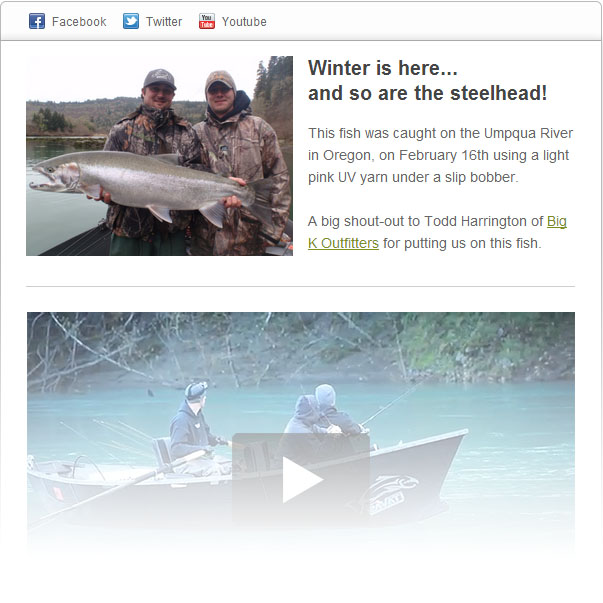 Facebook Twitter Youtube
Winter is here...
and so are the steelhead!
This fish was caught on the Umpqua River
in Oregon, on February 16th using a light
pink UV yarn under a slip bobber.
A big shout-out to Todd Harrington of Big
K Outfitters for putting us on this fish.